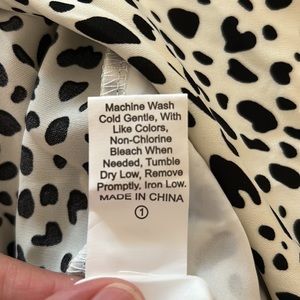 Machine Wash
Cold Gentle, With
Like Colors,
Non-Chlorine
Bleach When
Needed, Tumble
Dry Low, Remove
Promptly, Iron Low.
MADE IN CHINA
1